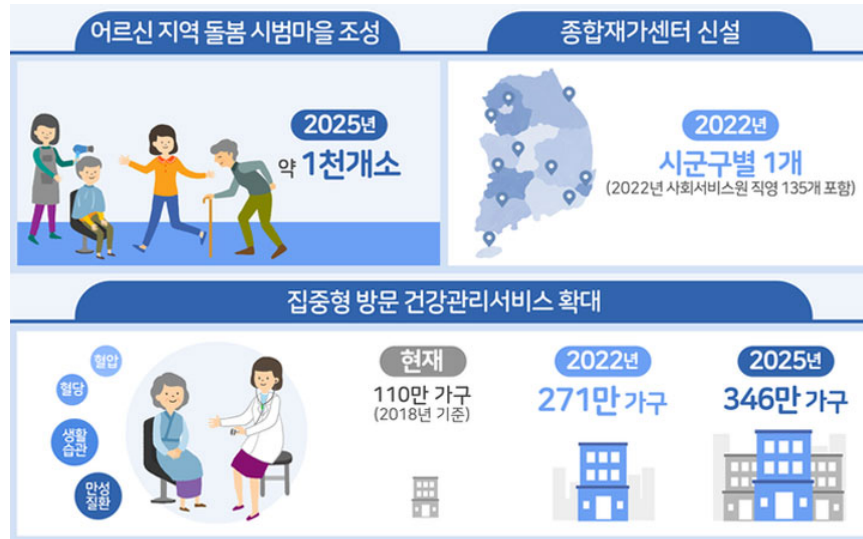 어르신 지역 돌봄 시범마을 조성
2025년
약 1천개소
종합재가센터 신설
2022년
시군구별 1개
(2022년 사회서비스원 직영 135개 포함)
집중형 방문 건강관리서비스 확대
혈압
혈당
생활
습관
만성
질환
현재
110만 가구
(2018년 기준)
2022년
271만 가구
2025년
346만 가구